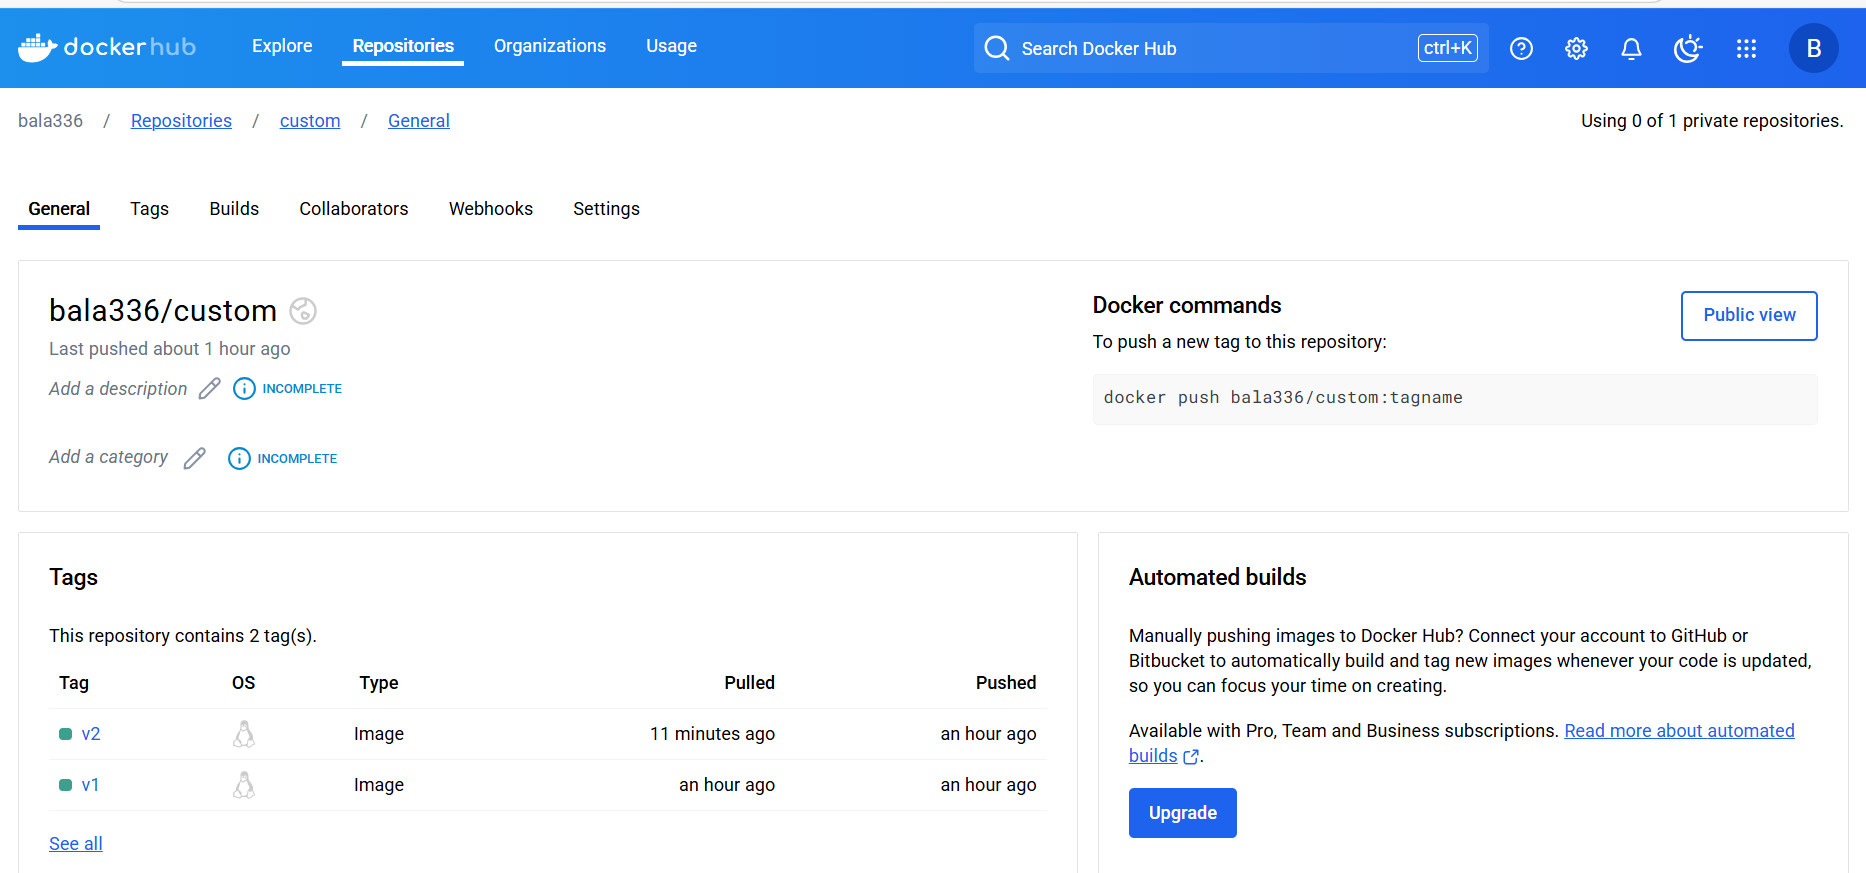 dockerhub
Explore
Repositories
Organizations
Usage
Search Docker Hub
ctrl+K
B
bala336 / Repositories / custom / General
Using 0 of 1 private repositories.
General
Tags
Builds
Collaborators
Webhooks
Settings
bala336/custom
Last pushed about 1 hour ago
Add a description
INCOMPLETE
Add a category
INCOMPLETE
Docker commands
Public view
To push a new tag to this repository:
docker push bala336/custom:tagname
Tags
This repository contains 2 tag(s).
Tag OS Type Pulled Pushed
v2 Image 11 minutes ago an hour ago
v1 Image an hour ago an hour ago
See all
Automated builds
Manually pushing images to Docker Hub? Connect your account to GitHub or
Bitbucket to automatically build and tag new images whenever your code is updated,
so you can focus your time on creating.
Available with Pro, Team and Business subscriptions. Read more about automated
builds .
Upgrade